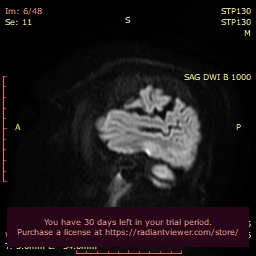 Im: 6/48
Se: 11
S
STP130
STP130
M
SAG DWI B 1000
A
P
You have 30 days left in your trial period.
Purchase a license at https://radiantviewer.com/store/